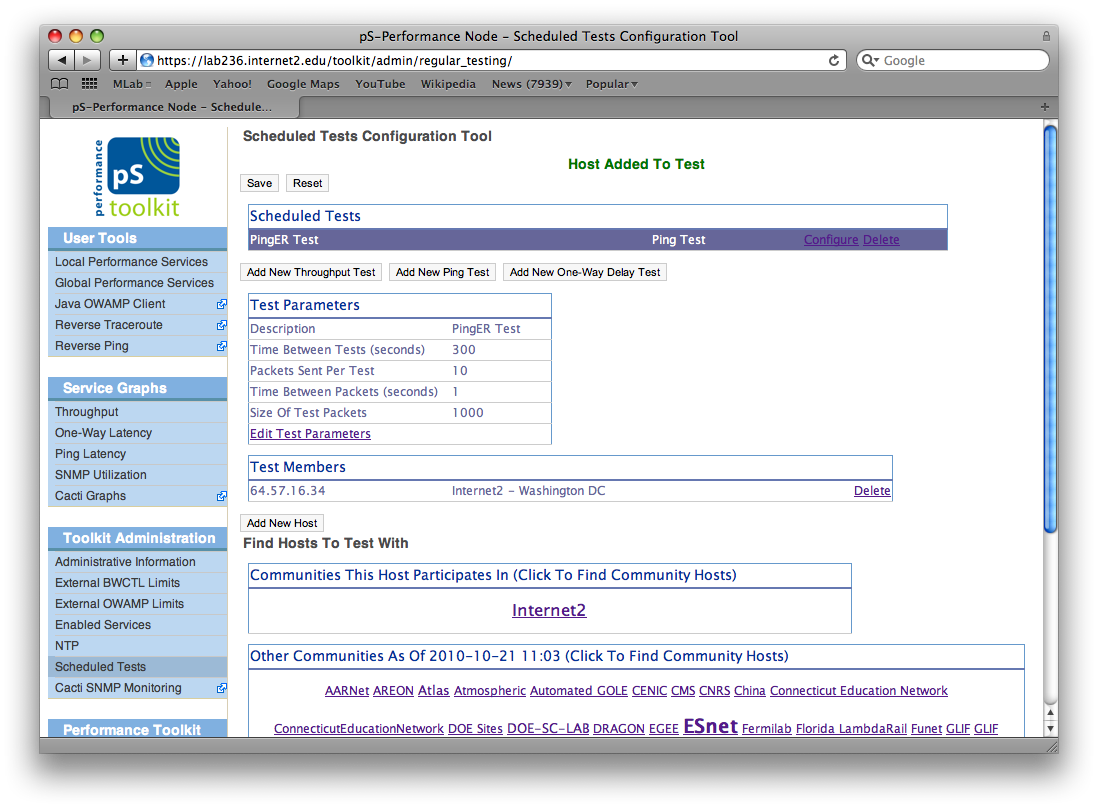 pS-Performance Node – Scheduled Tests Configuration Tool
https://lab236.internet2.edu/toolkit/admin/regular_testing/
Google
MLab Apple Yahoo! Google Maps YouTube Wikipedia News (7939) Popular
pS-Performance Node – Schedule...
performance
pS
toolkit
User Tools
Local Performance Services
Global Performance Services
Java OWAMP Client
Reverse Traceroute
Reverse Ping
Service Graphs
Throughput
One-Way Latency
Ping Latency
SNMP Utilization
Cacti Graphs
Toolkit Administration
Administrative Information
External BWCTL Limits
External OWAMP Limits
Enabled Services
NTP
Scheduled Tests
Cacti SNMP Monitoring
Performance Toolkit
Scheduled Tests Configuration Tool
Host Added To Test
Save Reset
Scheduled Tests
PingER Test Ping Test Configure Delete
Add New Throughput Test Add New Ping Test Add New One-Way Delay Test
Test Parameters
Description PingER Test
Time Between Tests (seconds) 300
Packets Sent Per Test 10
Time Between Packets (seconds) 1
Size Of Test Packets 1000
Edit Test Parameters
Test Members
64.57.16.34 Internet2 – Washington DC Delete
Add New Host
Find Hosts To Test With
Communities This Host Participates In (Click To Find Community Hosts)
Internet2
Other Communities As Of 2010-10-21 11:03 (Click To Find Community Hosts)
AARNet AREON Atlas Atmospheric Automated GOLE CENIC CMS CNRS China Connecticut Education Network
ConnecticutEducationNetwork DOE Sites DOE-SC-LAB DRAGON EGEE ESnet Fermilab Florida LambdaRail Funet GLIF GLIF